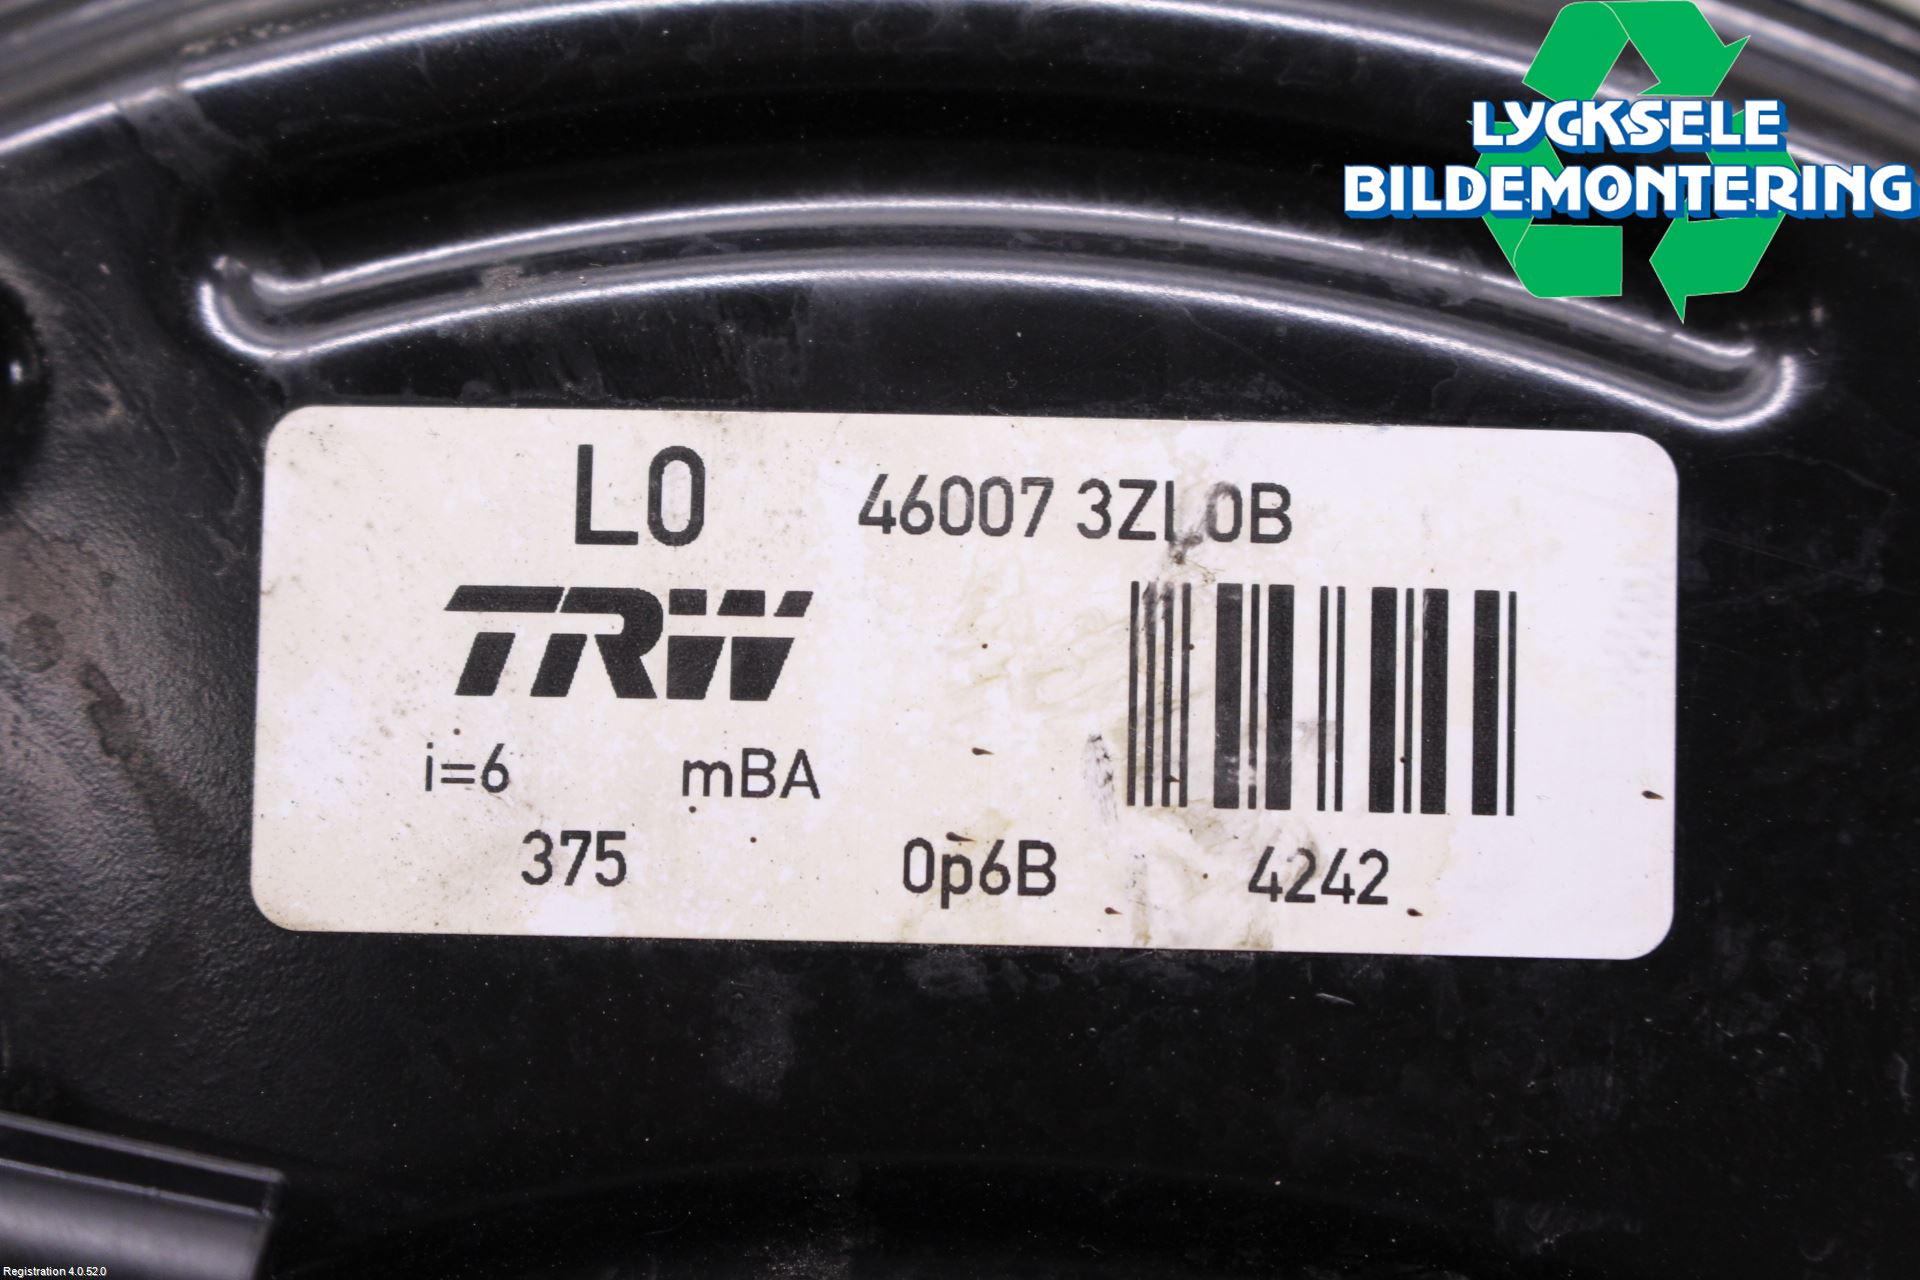 LYCKSELE
BILDEMONTERING
L0 46007 3ZL0B
TRW
i=6 mBA
375 0p6B 4242
Registration 4.0.52.0